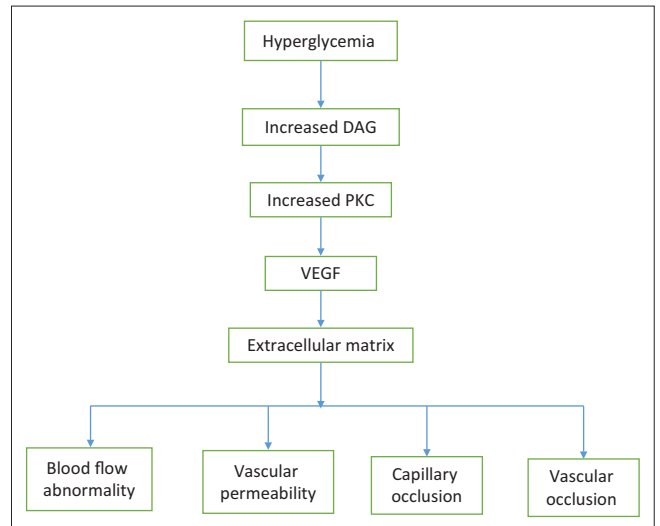 Hyperglycemia
Increased DAG
Increased PKC
VEGF
Extracellular matrix
Blood flow
abnormality
Vascular
permeability
Capillary
occlusion
Vascular
occlusion